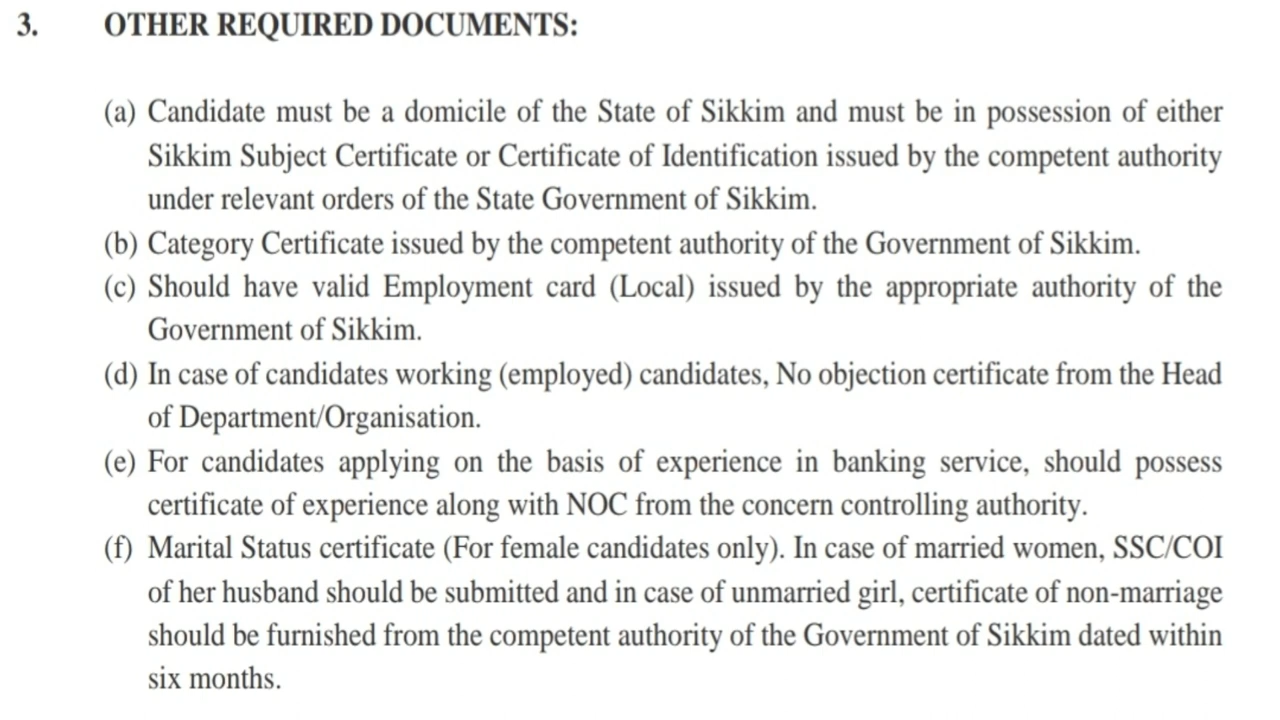 3. OTHER REQUIRED DOCUMENTS:
(a) Candidate must be a domicile of the State of Sikkim and must be in possession of either
Sikkim Subject Certificate or Certificate of Identification issued by the competent authority
under relevant orders of the State Government of Sikkim.
(b) Category Certificate issued by the competent authority of the Government of Sikkim.
(c) Should have valid Employment card (Local) issued by the appropriate authority of the
Government of Sikkim.
(d) In case of candidates working (employed) candidates, No objection certificate from the Head
of Department/Organisation.
(e) For candidates applying on the basis of experience in banking service, should possess
certificate of experience along with NOC from the concern controlling authority.
(f) Marital Status certificate (For female candidates only). In case of married women, SSC/COI
of her husband should be submitted and in case of unmarried girl, certificate of non-marriage
should be furnished from the competent authority of the Government of Sikkim dated within
six months.